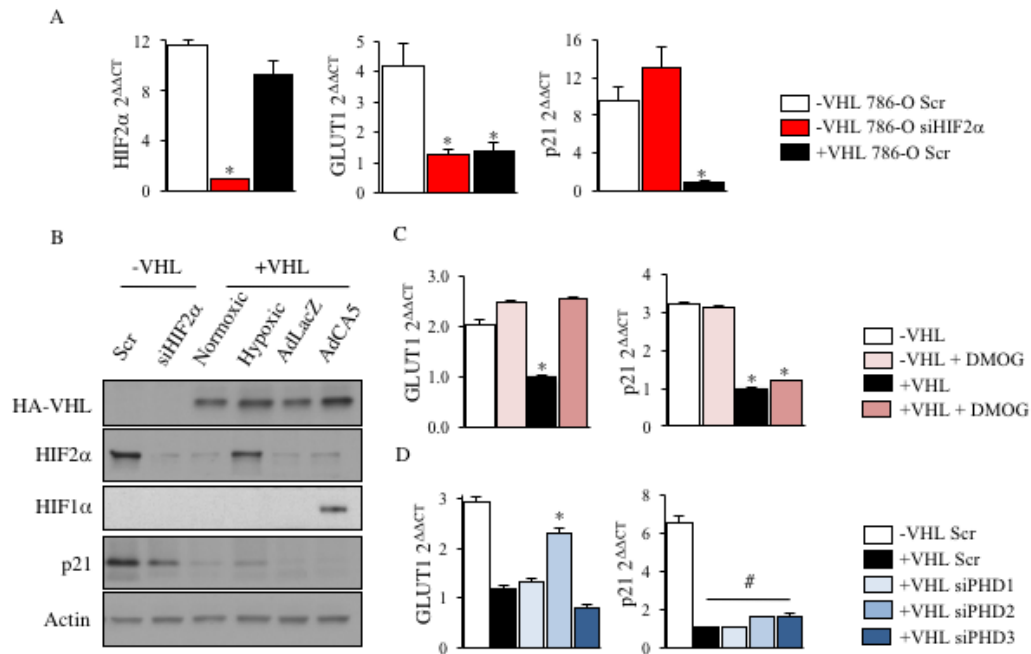 A
HIF2α 2^ΔΔCT
12
8
4
0
*
GLUT1 2^ΔΔCT
5
4
3
2
1
0
* *
p21 2^ΔΔCT
16
12
8
4
0
*
-VHL 786-O Scr
-VHL 786-O siHIF2α
+VHL 786-O Scr
B
-VHL +VHL
Scr siHIF2α Normoxic Hypoxic AdLacZ AdCA5
HA-VHL
HIF2α
HIF1α
p21
Actin
C
GLUT1 2^ΔΔCT
3.0
2.0
1.0
0.0
*
p21 2^ΔΔCT
4
3
2
1
0
* *
-VHL
-VHL + DMOG
+VHL
+VHL + DMOG
D
GLUT1 2^ΔΔCT
3
2
1
0
*
p21 2^ΔΔCT
8
6
4
2
0
#
-VHL Scr
+VHL Scr
+VHL siPHD1
+VHL siPHD2
+VHL siPHD3